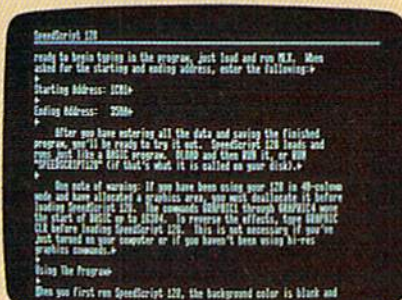 SpeedScript 128
ready to begin typing in the program, just load and run MLX. When
asked for the starting and ending address, enter the following:
Starting Address: 1C01
Ending Address:
After you have entering all the data and saving the finished
program, you'll be ready to try it out. SpeedScript 128 loads and
runs just like a BASIC program. DLOAD and then RUN it, or RUN
"SPEEDSCRIPT128" (if that's what it is called on your disk).
One note of warning: If you have been using your 128 in 40-column
mode and have allocated a graphics area, you must deallocate it before
loading SpeedScript 128. The commands GRAPHIC1 through GRAPHIC4 move
the start of BASIC up to 16384. To reverse the effects, type GRAPHIC
CLR before loading SpeedScript 128. This is not necessary if you've
just turned on your computer or if you haven't been using hi-res
graphics commands.
Using The Program
When you first run SpeedScript 128, the background color is black and